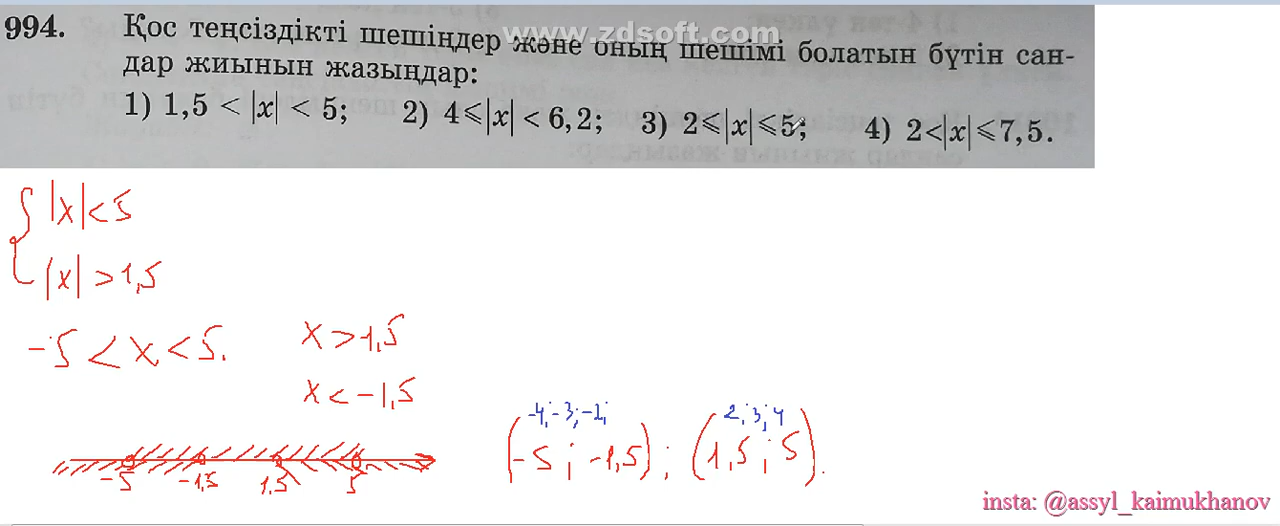 994. Қос теңсіздікті шешіңдер және оның шешімі болатын бүтін сан-
дар жиынын жазыңдар:
1) 1,5 < |x| < 5; 2) 4⩽|x| < 6,2; 3) 2⩽|x|⩽5; 4) 2<|x|⩽7,5.
www.zdsoft.com
{ |x| < 5
|x| > 1,5
-5 < x < 5.
x > 1,5
x < -1,5
-5 -1,5 1,5 5
-4; -3; -2; 2; 3; 4
(-5 ; -1,5) ; (1,5 ; 5).
insta: @assyl_kaimukhanov